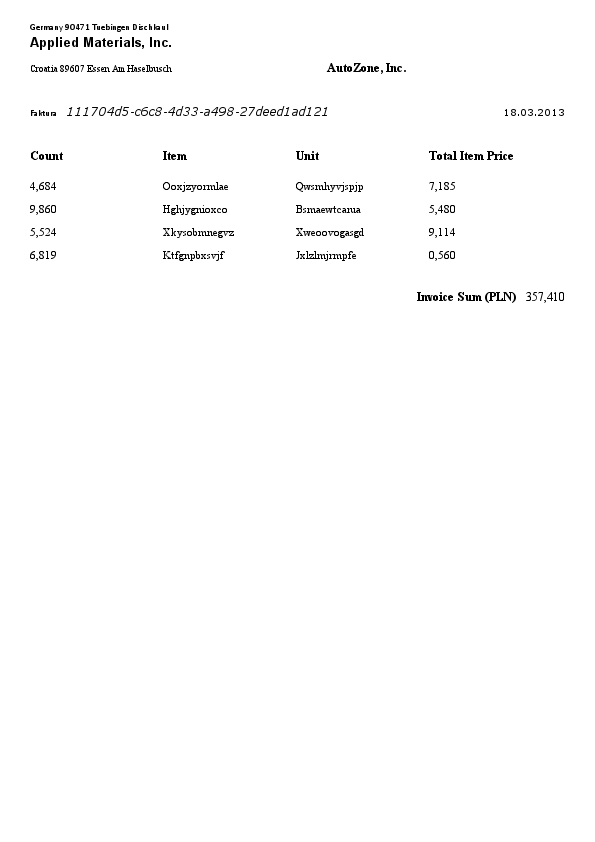 Germany 90471 Tuebingen Dischlaul
Applied Materials, Inc.
Croatia 89607 Essen Am Haselbusch AutoZone, Inc.
Faktura 111704d5-c6c8-4d33-a498-27deed1ad121 18.03.2013
Count Item Unit Total Item Price
4,684 Ooxjzyormlae Qwsmhyvjspjp 7,185
9,860 Hghjygnioxco Bsmaewtcarua 5,480
5,524 Xkysobmnegvz Xweoovogasgd 9,114
6,819 Ktfgnpbxsvjf Jxlzlmjrmpfe 0,560
Invoice Sum (PLN) 357,410